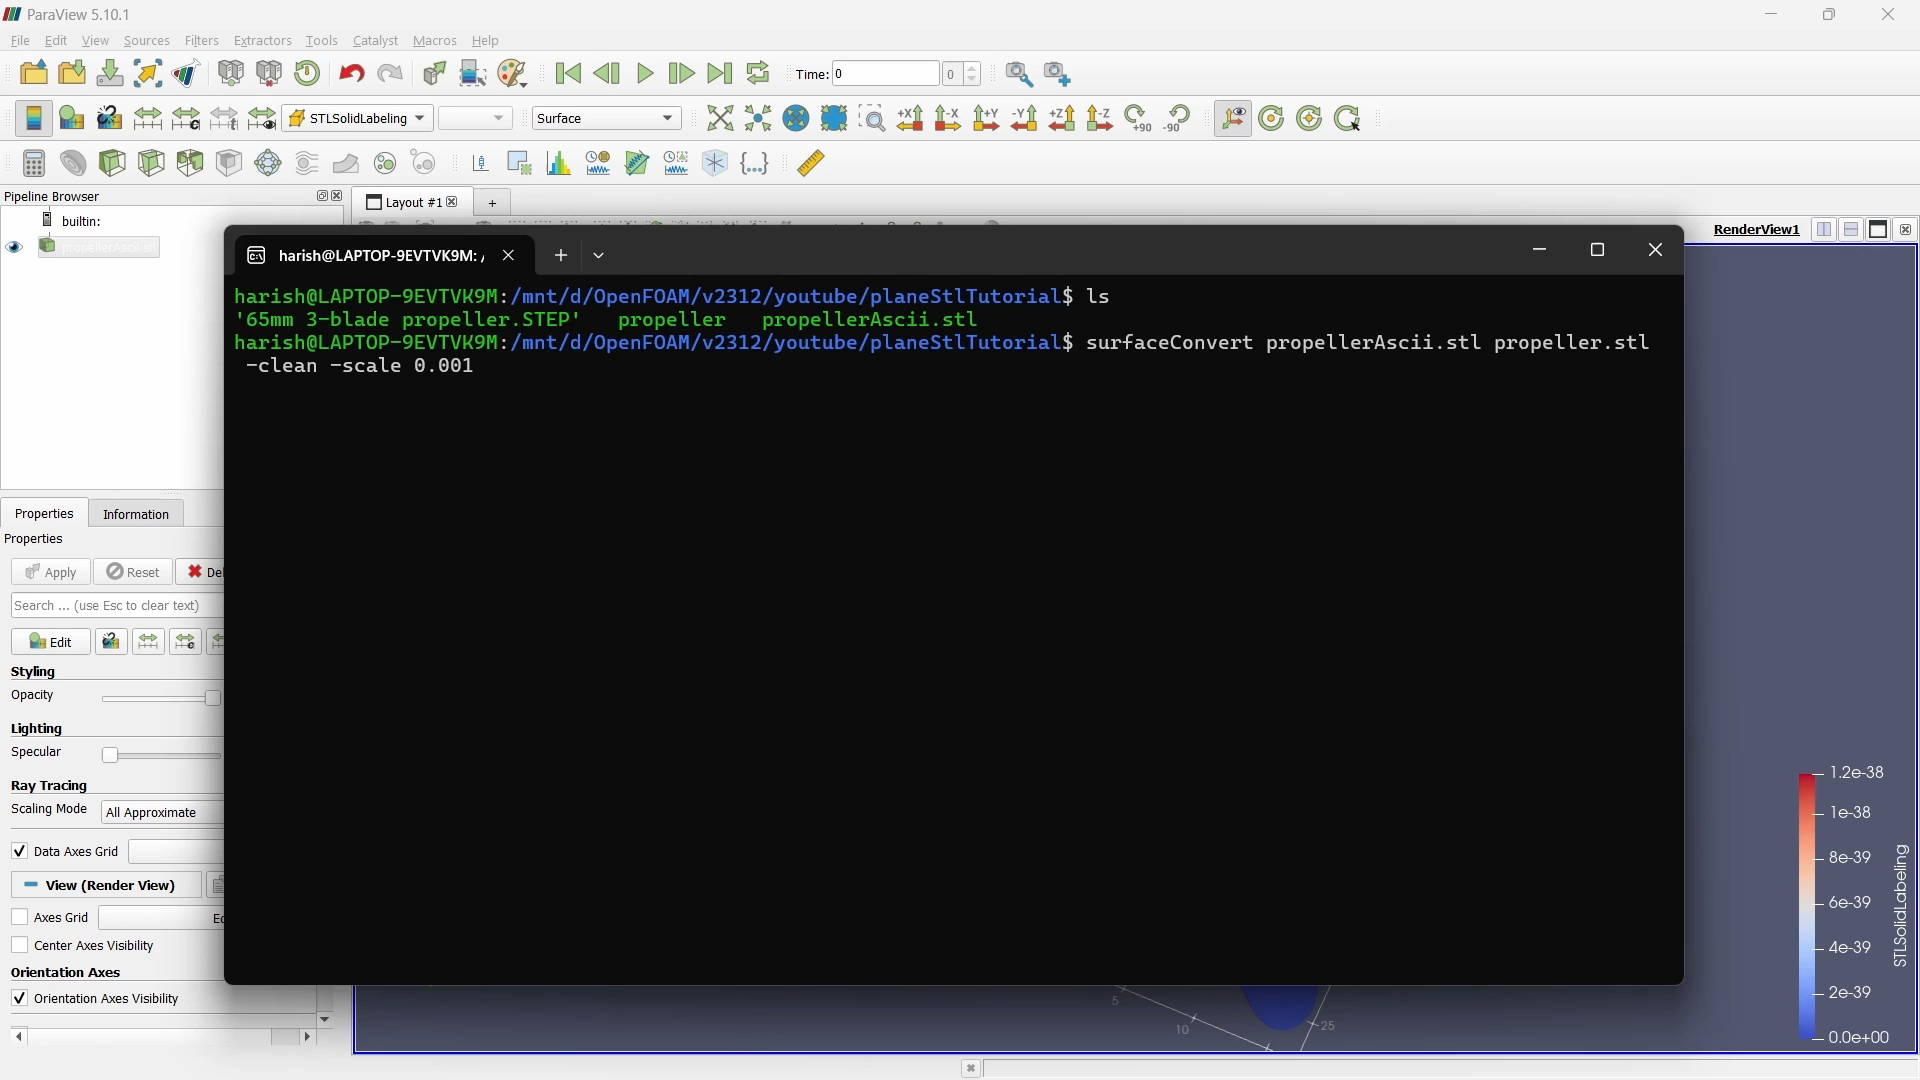 ParaView 5.10.1
File Edit View Sources Filters Extractors Tools Catalyst Macros Help
Time: 0 0
STLSolidLabeling Surface +X -X +Y -Y +Z -Z +90 -90
Pipeline Browser
Layout #1 +
builtin:
propellerAscii.stl
RenderView1
harish@LAPTOP-9EVTVK9M: /
harish@LAPTOP-9EVTVK9M:/mnt/d/OpenFOAM/v2312/youtube/planeStlTutorial$ ls
'65mm 3-blade propeller.STEP' propeller propellerAscii.stl
harish@LAPTOP-9EVTVK9M:/mnt/d/OpenFOAM/v2312/youtube/planeStlTutorial$ surfaceConvert propellerAscii.stl propeller.stl
-clean -scale 0.001
Properties Information
Properties
Apply Reset Del
Search ... (use Esc to clear text)
Edit
Styling
Opacity
Lighting
Specular
Ray Tracing
Scaling Mode All Approximate
Data Axes Grid
View (Render View)
Axes Grid Ed
Center Axes Visibility
Orientation Axes
Orientation Axes Visibility
1.2e-38
1e-38
8e-39
6e-39
4e-39
2e-39
0.0e+00
STLSolidLabeling
5
10
25